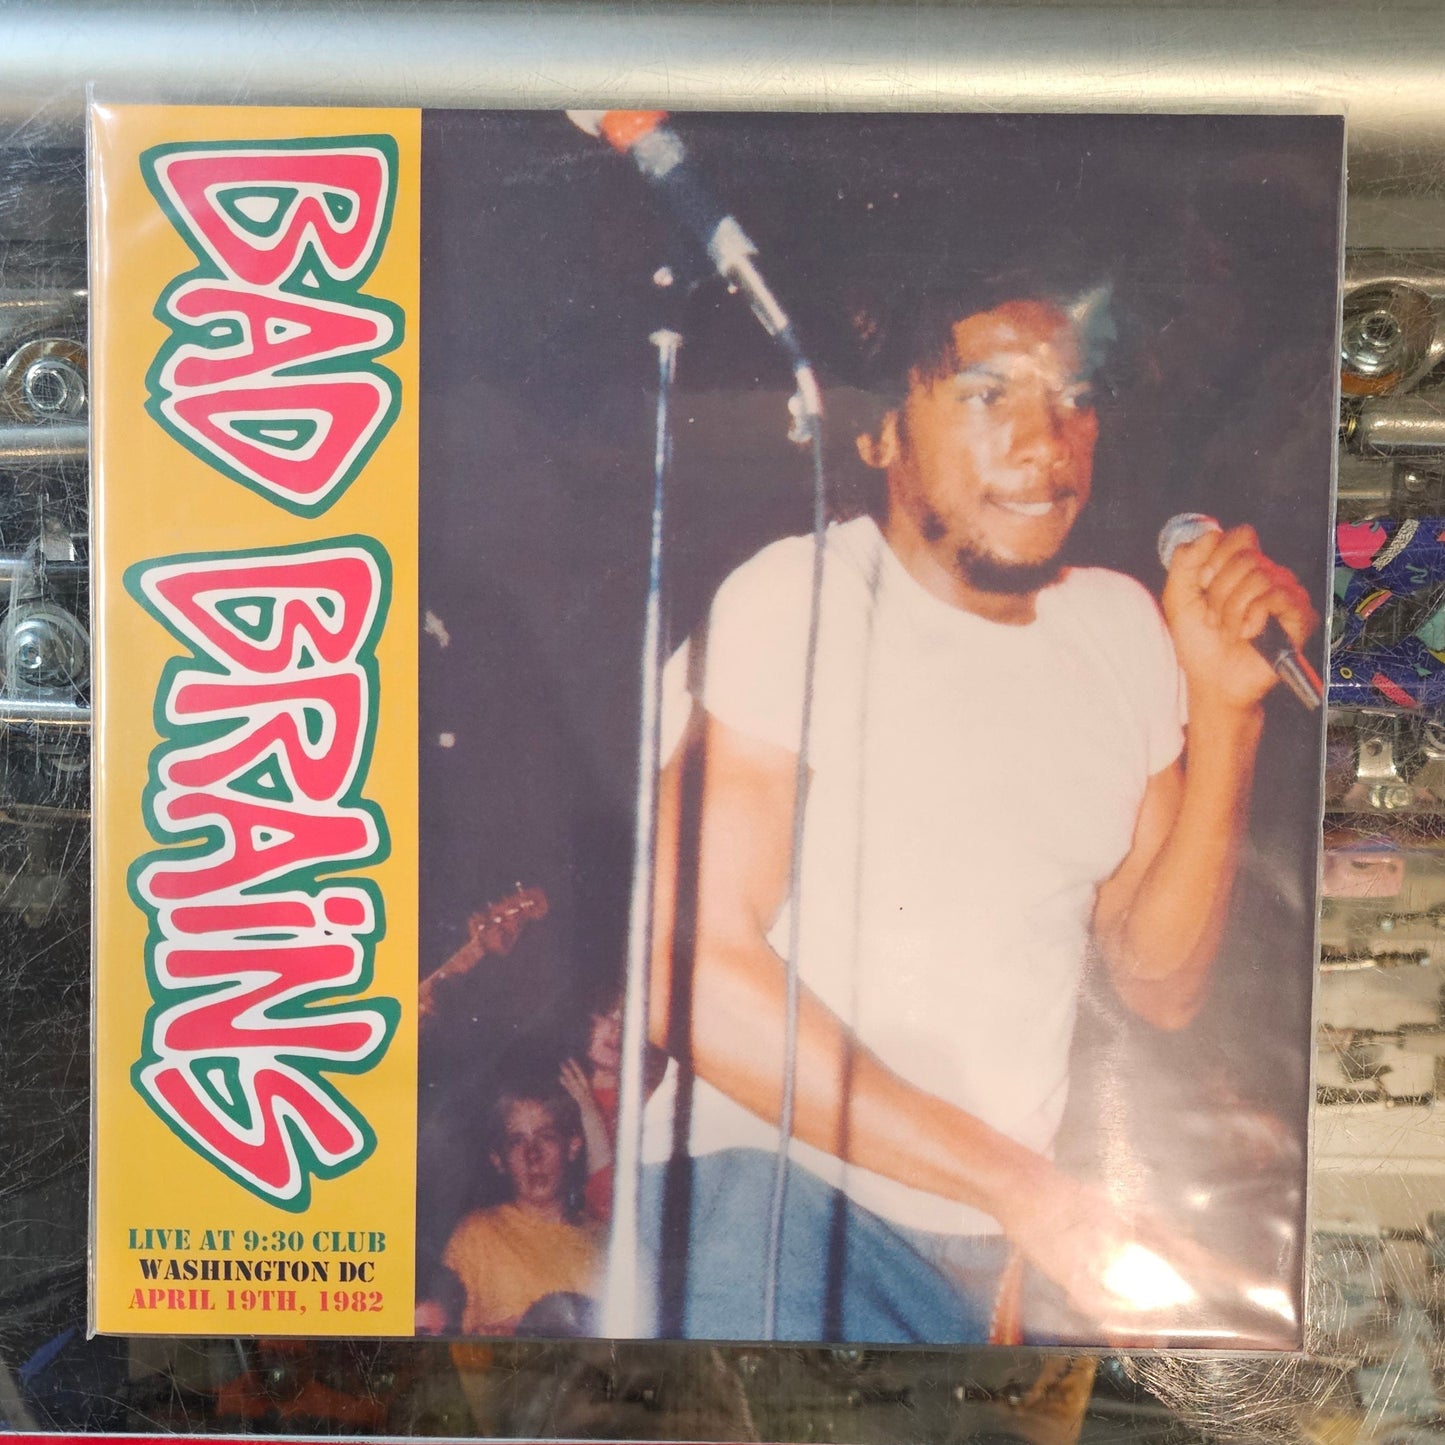 BAD BRAiNS
LIVE AT 9:30 CLUB
WASHINGTON DC
APRIL 19TH, 1982